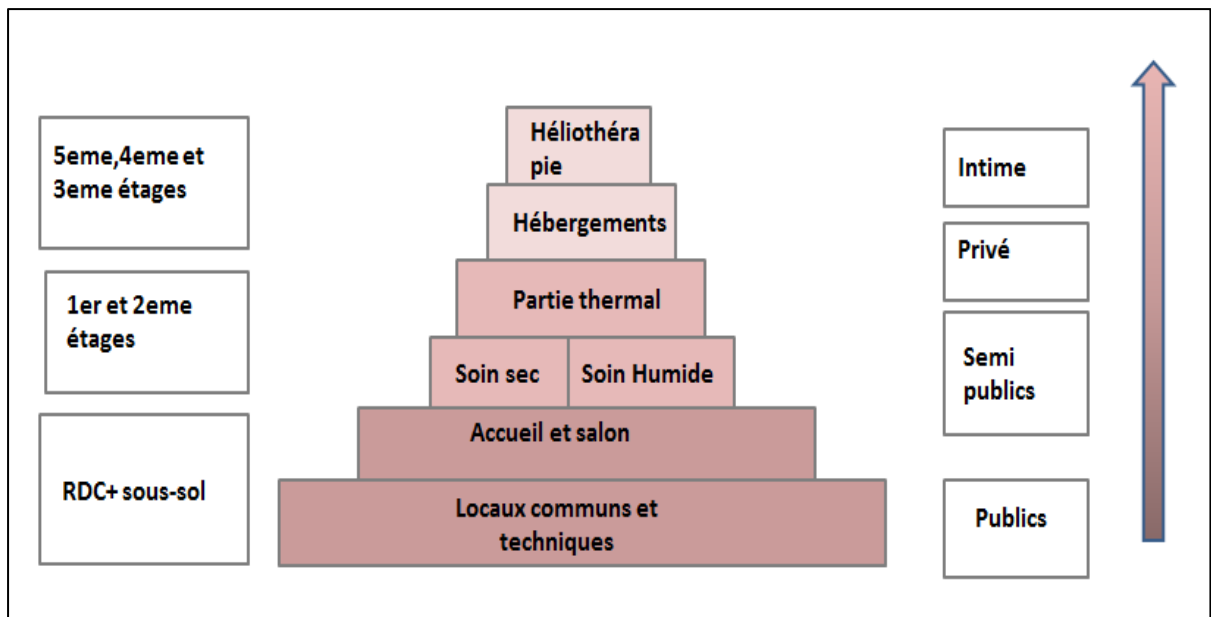 5eme,4eme et
3eme étages
1er et 2eme
étages
RDC+ sous-sol
Héliothéra
pie
Hébergements
Partie thermal
Soin sec
Soin Humide
Accueil et salon
Locaux communs et
techniques
Intime
Privé
Semi
publics
Publics